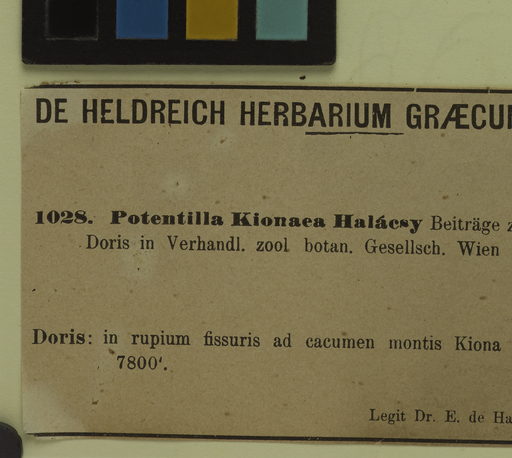 DE HELDREICH HERBARIUM GRÆCU
1028. Potentilla Kionaea Halácsy Beiträge z
Doris in Verhandl. zool botan. Gesellsch. Wien
Doris: in rupium fissuris ad cacumen montis Kiona
7800'.
Legit Dr. E. de Ha